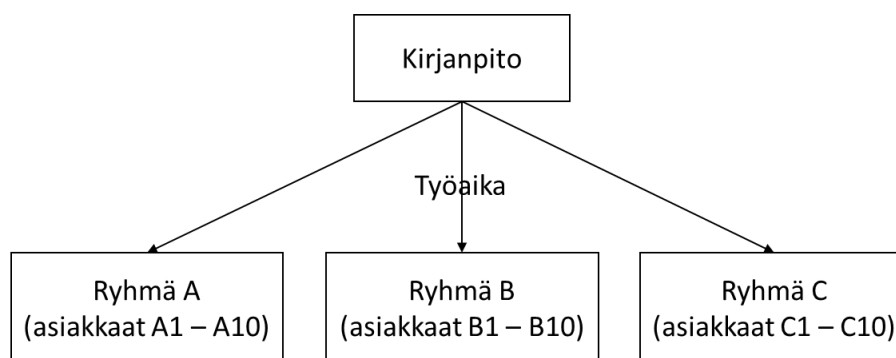 Kirjanpito
Työaika
Ryhmä A
(asiakkaat A1 – A10)
Ryhmä B
(asiakkaat B1 – B10)
Ryhmä C
(asiakkaat C1 – C10)